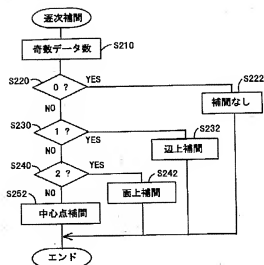 逐次補間
奇数データ数
S210
S220
0 ?
YES
S222
補間なし
NO
S230
1 ?
YES
S232
辺上補間
NO
S240
2 ?
YES
S242
面上補間
NO
S252
中心点補間
エンド